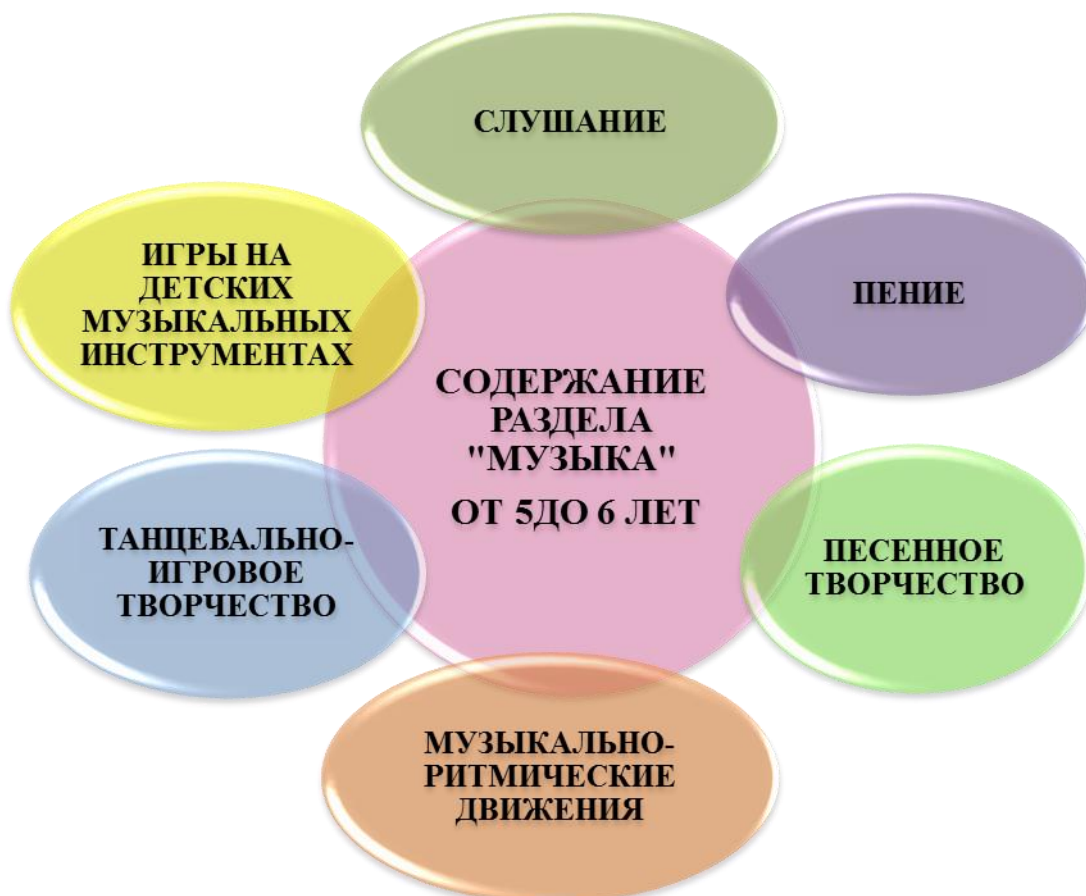 СЛУШАНИЕ
ПЕНИЕ
ПЕСЕННОЕ
ТВОРЧЕСТВО
МУЗЫКАЛЬНО-
РИТМИЧЕСКИЕ
ДВИЖЕНИЯ
ТАНЦЕВАЛЬНО-
ИГРОВОЕ
ТВОРЧЕСТВО
ИГРЫ НА
ДЕТСКИХ
МУЗЫКАЛЬНЫХ
ИНСТРУМЕНТАХ
СОДЕРЖАНИЕ
РАЗДЕЛА
"МУЗЫКА"
ОТ 5ДО 6 ЛЕТ